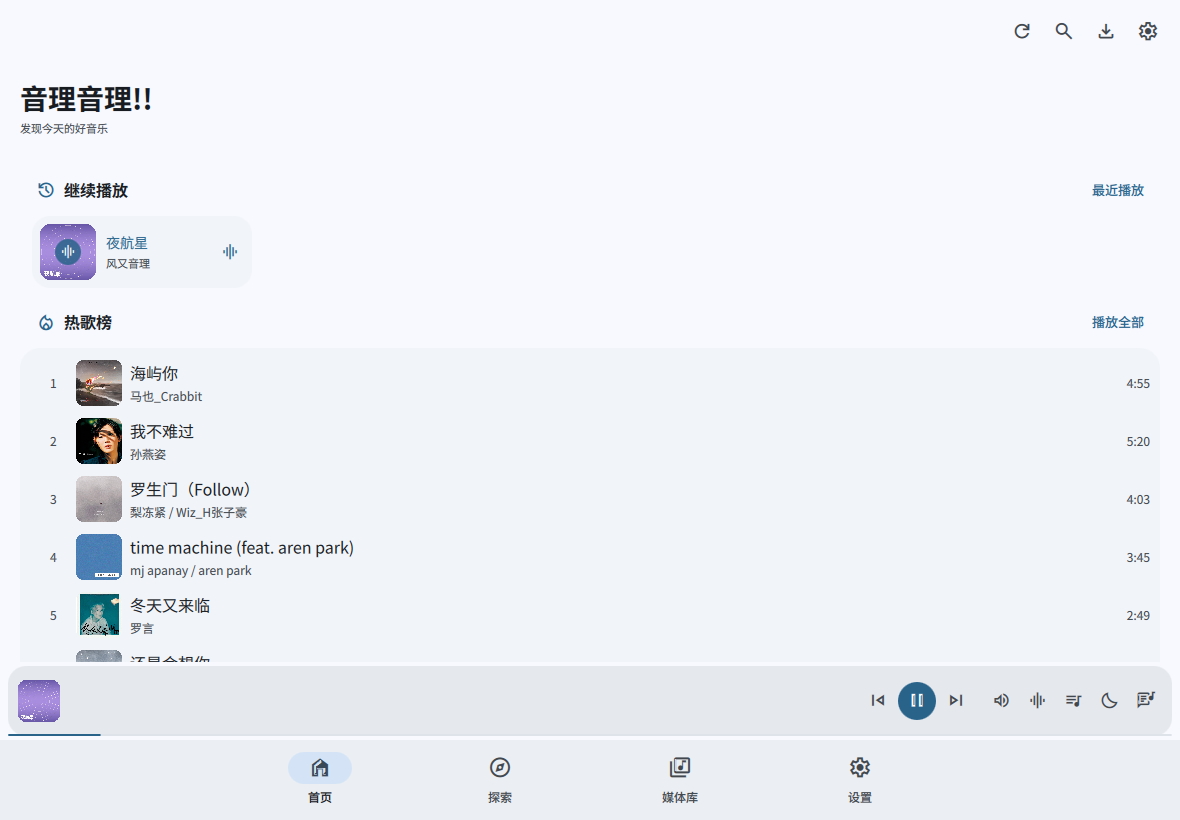 音理音理!!
发现今天的好音乐
继续播放
最近播放
夜航星
风又音理
热歌榜
播放全部
1
海屿你
马也_Crabbit
4:55
2
我不难过
孙燕姿
5:20
3
罗生门（Follow）
梨冻紧 / Wiz_H张子豪
4:03
4
time machine (feat. aren park)
mj apanay / aren park
3:45
5
冬天又来临
罗言
2:49
还是会想你
首页
探索
媒体库
设置